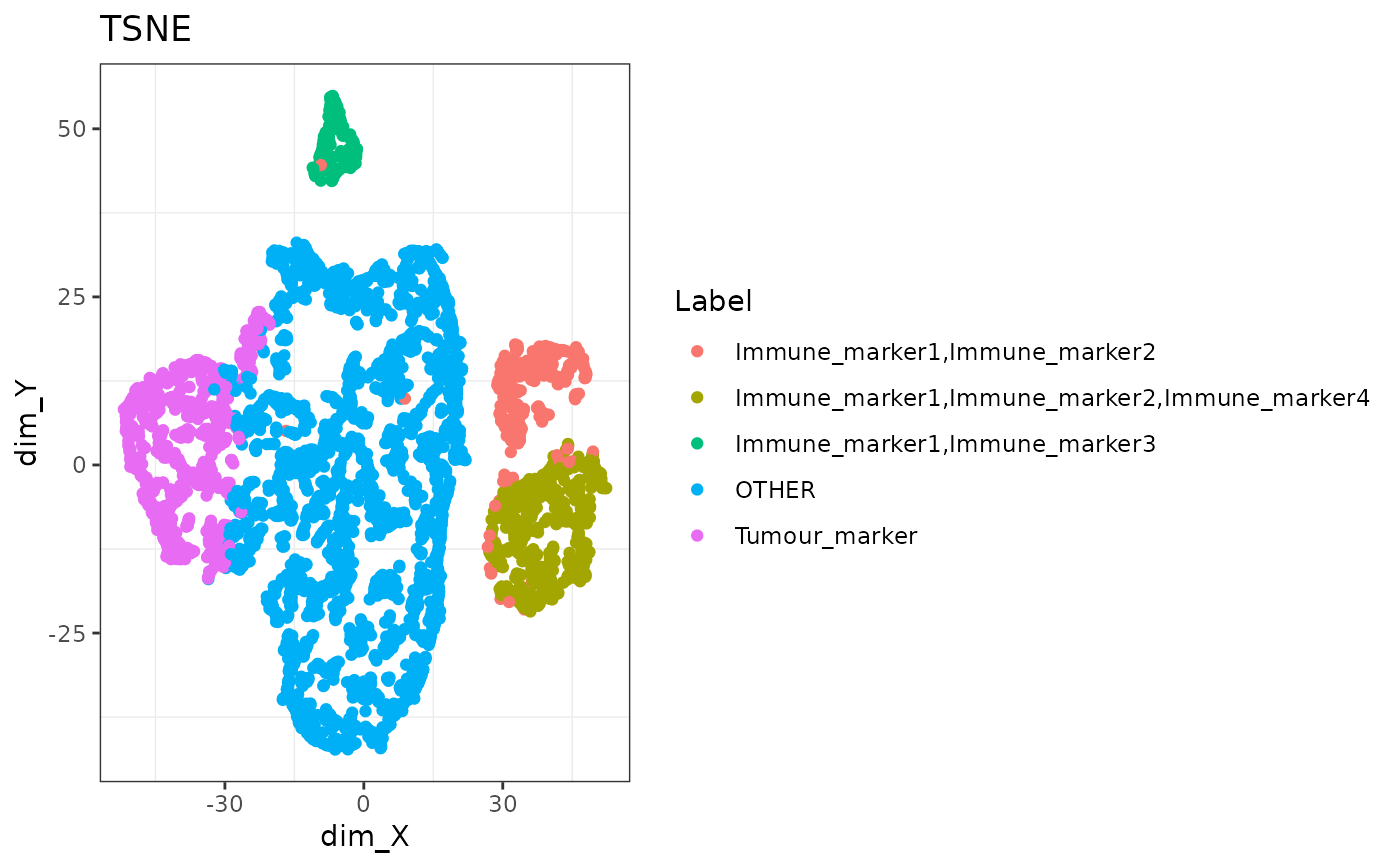 TSNE
50
25
0
-25
dim_Y
-30
0
30
dim_X
Label
Immune_marker1,Immune_marker2
Immune_marker1,Immune_marker2,Immune_marker4
Immune_marker1,Immune_marker3
OTHER
Tumour_marker